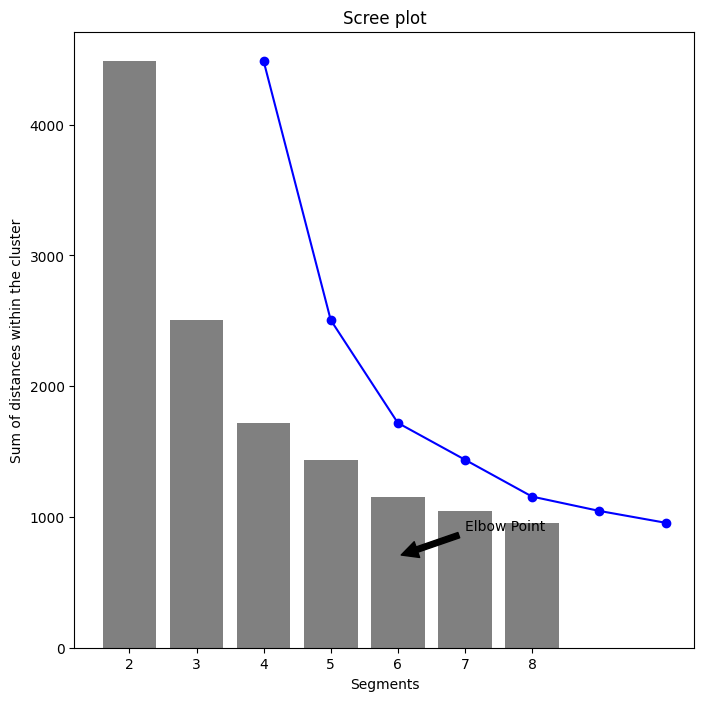 Scree plot
Sum of distances within the cluster
4000
3000
2000
1000
0
Elbow Point
2 3 4 5 6 7 8
Segments